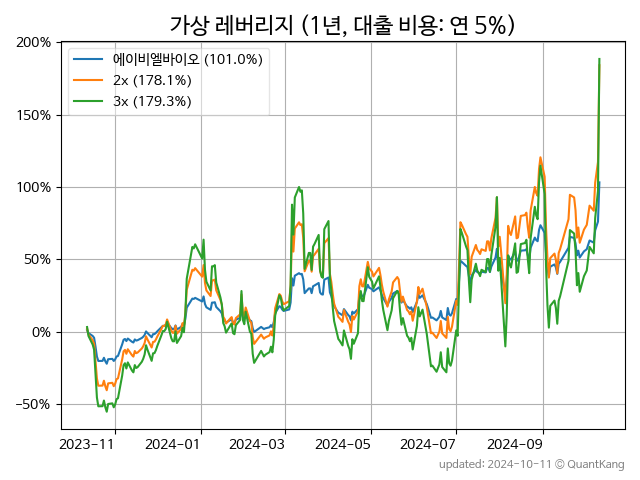 가상 레버리지 (1년, 대출 비용: 연 5%)
200%
150%
100%
50%
0%
−50%
에이비엘바이오 (101.0%)
2x (178.1%)
3x (179.3%)
2023-11
2024-01
2024-03
2024-05
2024-07
2024-09
updated: 2024-10-11 © QuantKang